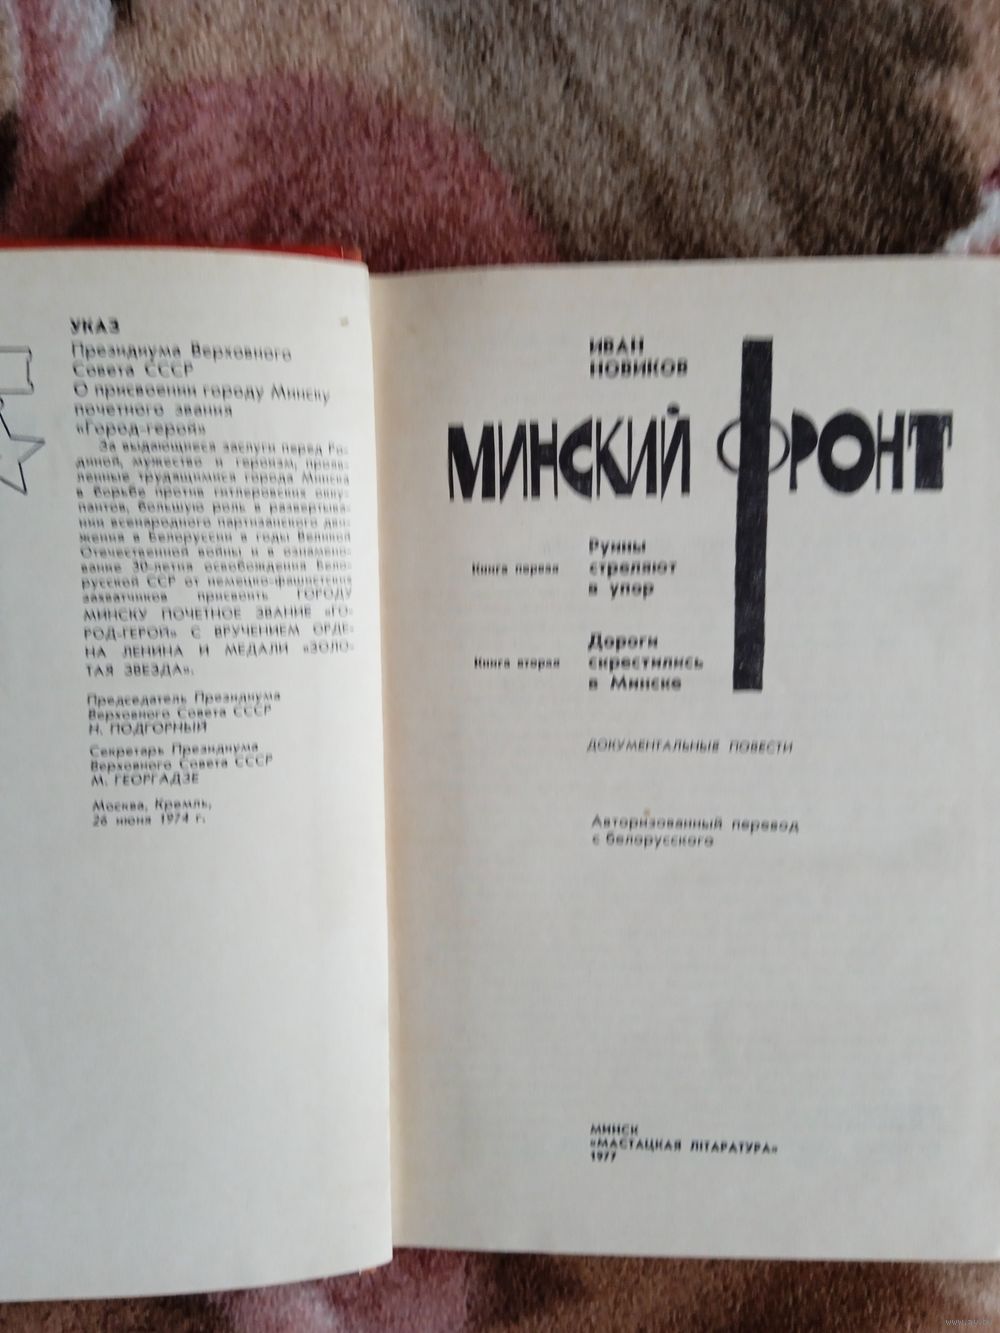 УКАЗ
Президиума Верховного
Совета СССР
О присвоении городу Минску
почетного звания
«Город-герой»
За выдающиеся заслуги перед Ро-
диной, мужество и героизм, прояв-
ленные трудящимися города Минска
в борьбе против гитлеровских окку-
пантов, большую роль в развертыва-
нии всенародного партизанского дви-
жения в Белоруссии в годы Великой
Отечественной войны и в ознамено-
вание 30-летия освобождения Бело-
русской ССР от немецко-фашистских
захватчиков присвоить ГОРОДУ
МИНСКУ ПОЧЕТНОЕ ЗВАНИЕ «ГО-
РОД-ГЕРОЙ» С ВРУЧЕНИЕМ ОРДЕ-
НА ЛЕНИНА И МЕДАЛИ «ЗОЛО-
ТАЯ ЗВЕЗДА».
Председатель Президиума
Верховного Совета СССР
Н. ПОДГОРНЫЙ
Секретарь Президиума
Верховного Совета СССР
М. ГЕОРГАДЗЕ
Москва, Кремль,
26 июня 1974 г.
ИВАН
НОВИКОВ
МИНСКИЙ ФРОНТ
Книга первая
Руины
стреляют
в упор
Книга вторая
Дороги
скрестились
в Минске
ДОКУМЕНТАЛЬНЫЕ ПОВЕСТИ
Авторизованный перевод
с белорусского
МИНСК
«МАСТАЦКАЯ ЛІТАРАТУРА»
1977
www.ay.by